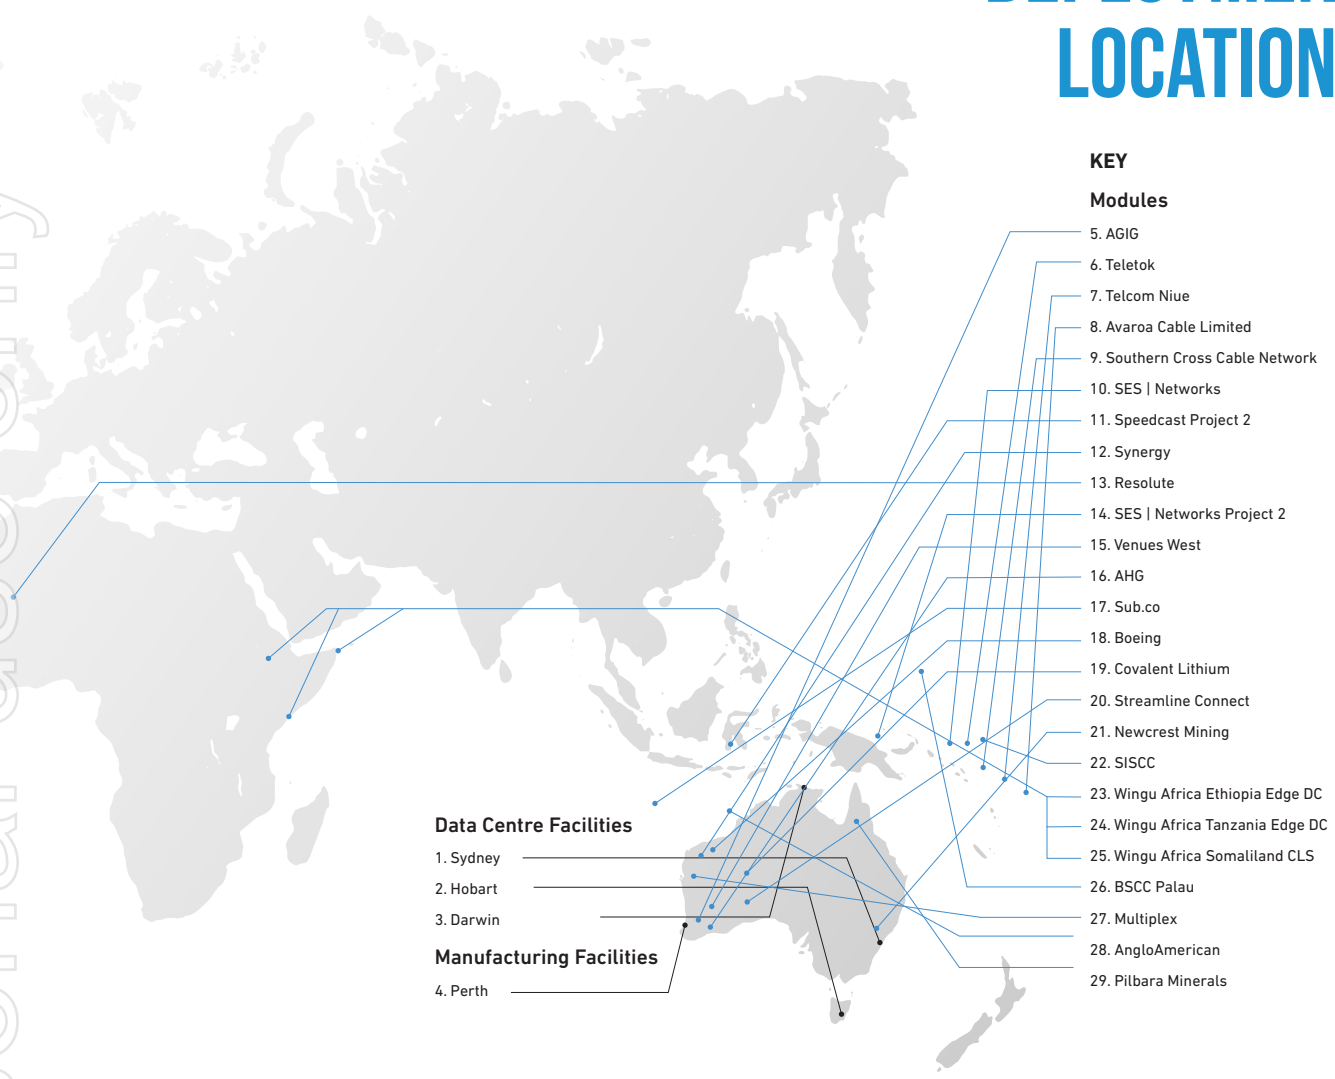 LOCATION
KEY
Modules
5. AGIG
6. Teletok
7. Telcom Niue
8. Avaroa Cable Limited
9. Southern Cross Cable Network
10. SES | Networks
11. Speedcast Project 2
12. Synergy
13. Resolute
14. SES | Networks Project 2
15. Venues West
16. AHG
17. Sub.co
18. Boeing
19. Covalent Lithium
20. Streamline Connect
21. Newcrest Mining
22. SISCC
23. Wingu Africa Ethiopia Edge DC
24. Wingu Africa Tanzania Edge DC
25. Wingu Africa Somaliland CLS
26. BSCC Palau
27. Multiplex
28. AngloAmerican
29. Pilbara Minerals
Data Centre Facilities
1. Sydney
2. Hobart
3. Darwin
Manufacturing Facilities
4. Perth